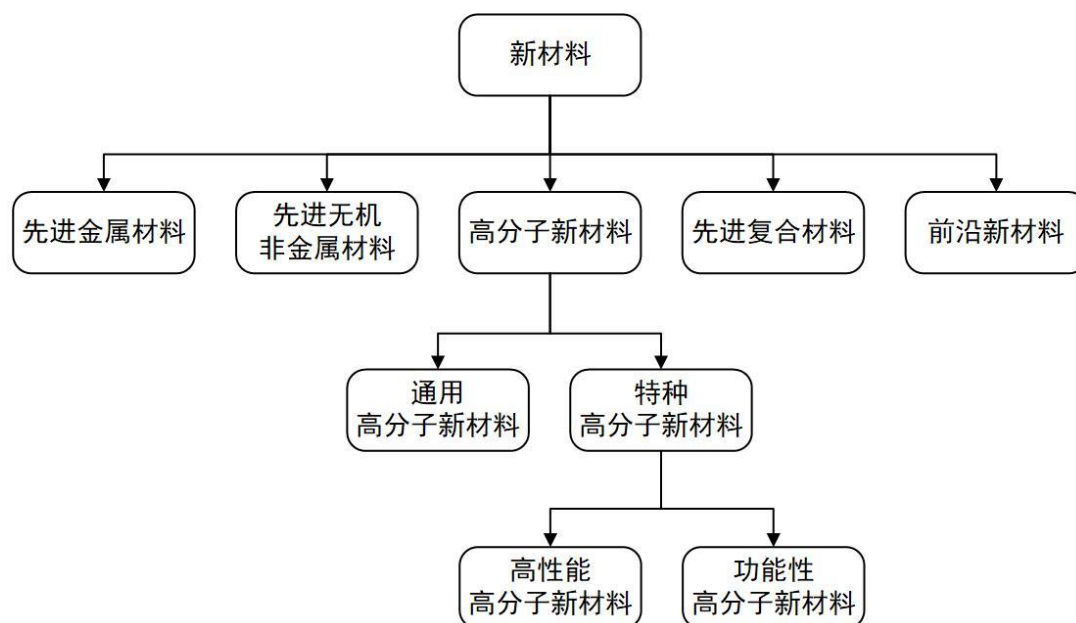 新材料
先进金属材料
先进无机
非金属材料
高分子新材料
先进复合材料
前沿新材料
通用
高分子新材料
特种
高分子新材料
高性能
高分子新材料
功能性
高分子新材料